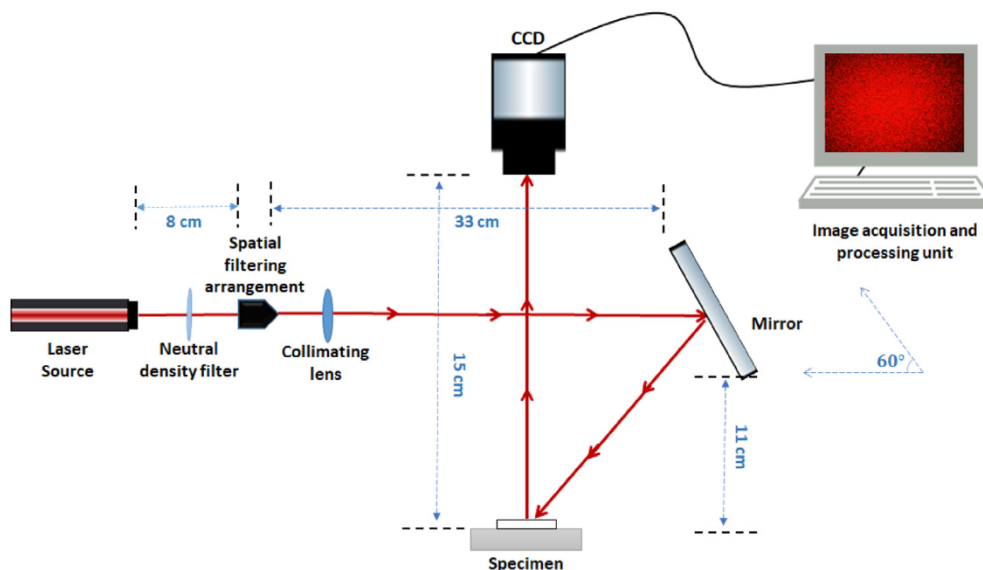 CCD
8 cm
33 cm
Spatial
filtering
arrangement
Image acquisition and
processing unit
Mirror
Laser
Source
Neutral
density filter
Collimating
lens
15 cm
60°
11 cm
Specimen